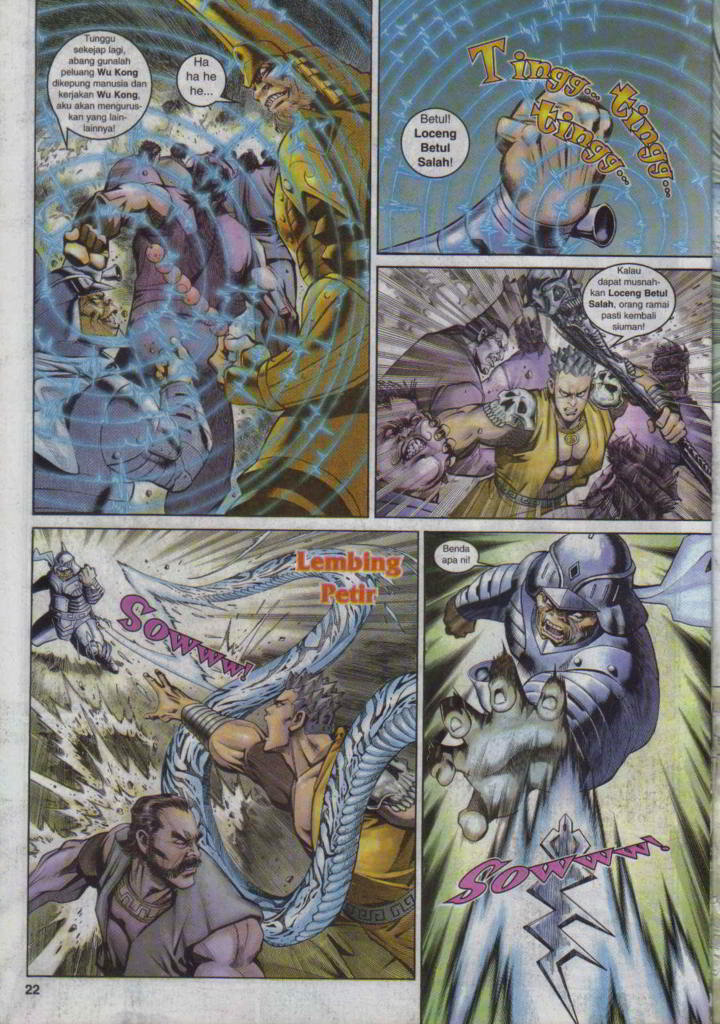 Tunggu
sekejap lagi,
abang gunalah
peluang Wu Kong
dikepung manusia dan
kerjakan Wu Kong,
aku akan mengurus-
kan yang lain-
lainnya!
Ha
ha he
he...
Tingg... tingg...
tingg...
Betul!
Loceng
Betul
Salah!
Kalau
dapat musnah-
kan Loceng Betul
Salah, orang ramai
pasti kembali
siuman!
Lembing
Petir
Sowww!
Benda
apa ni!
Sowww!
22